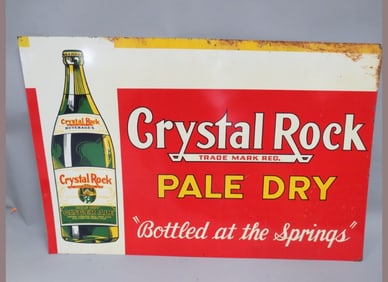 Crystal Rock
BEVERAGES
Crystal Rock
Crystal Rock
TRADE MARK REG.
PALE DRY
"Bottled at the Springs"